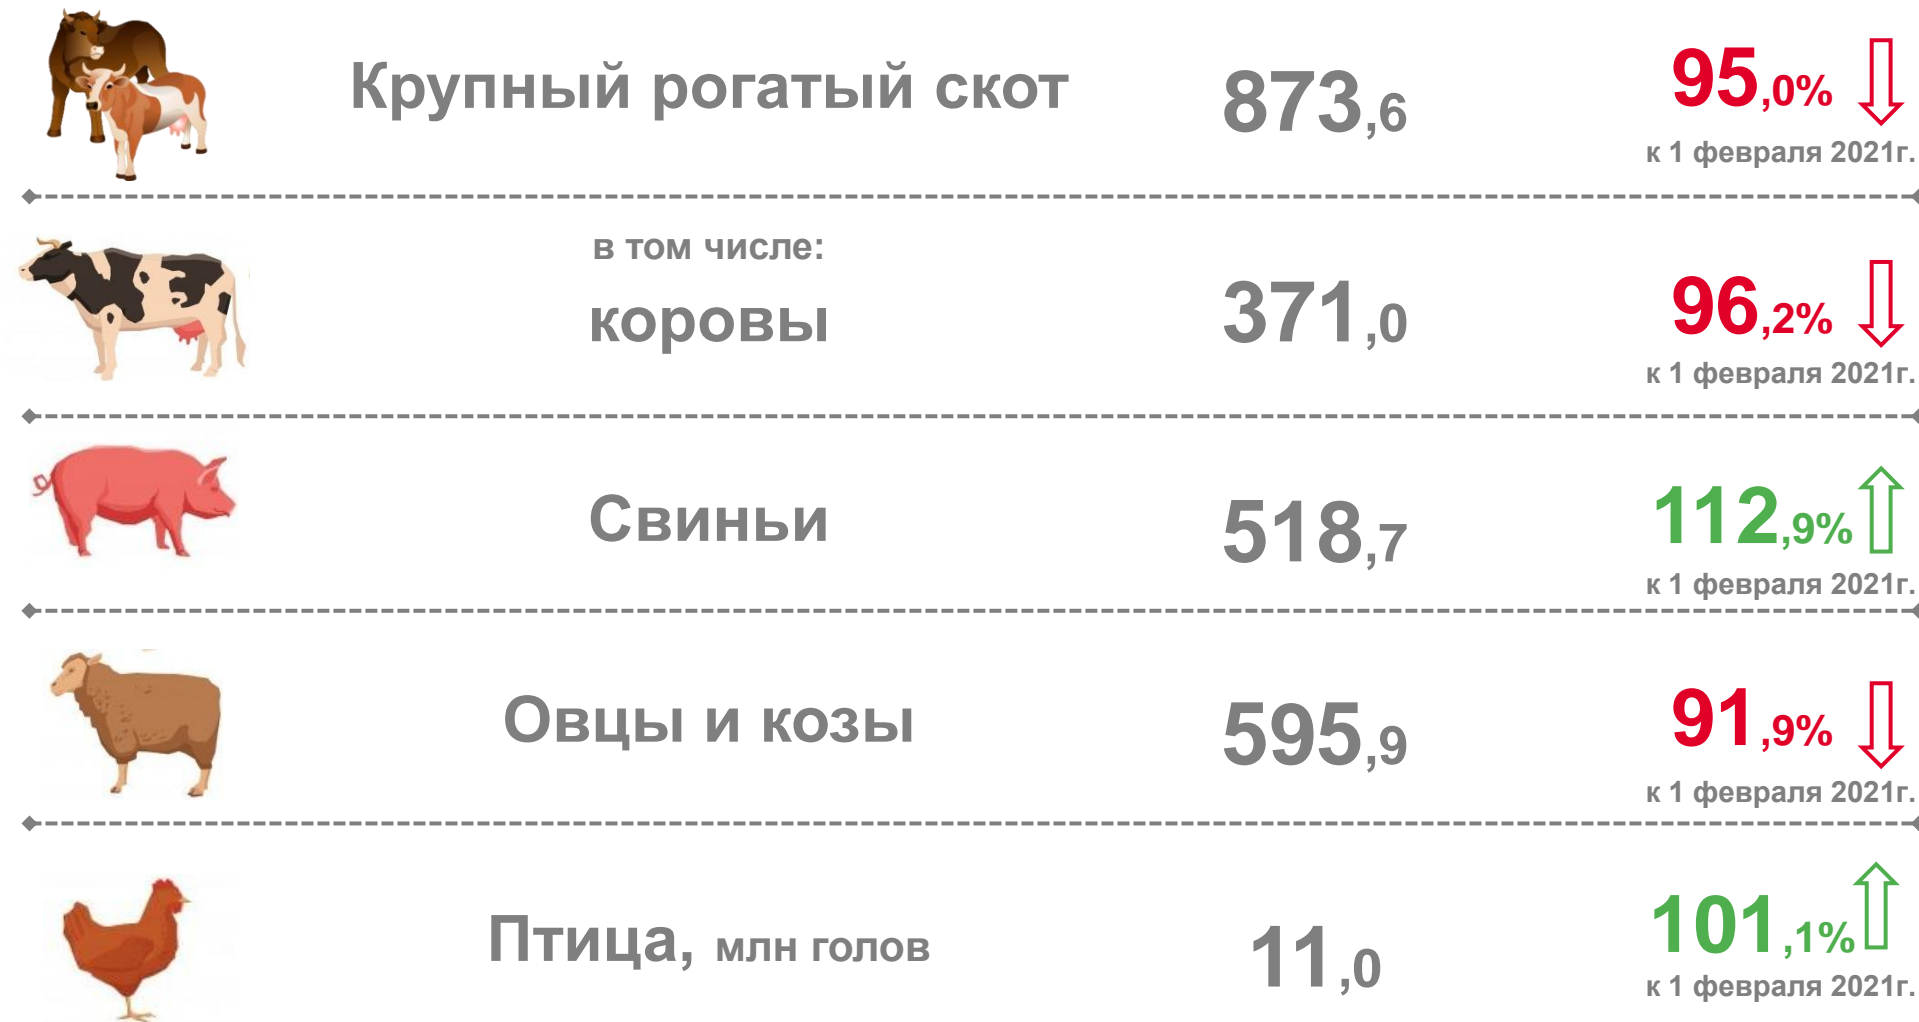 Крупный рогатый скот 873,6 95,0%
к 1 февраля 2021г.
в том числе:
коровы 371,0 96,2%
к 1 февраля 2021г.
Свиньи 518,7 112,9%
к 1 февраля 2021г.
Овцы и козы 595,9 91,9%
к 1 февраля 2021г.
Птица, млн голов 11,0 101,1%
к 1 февраля 2021г.